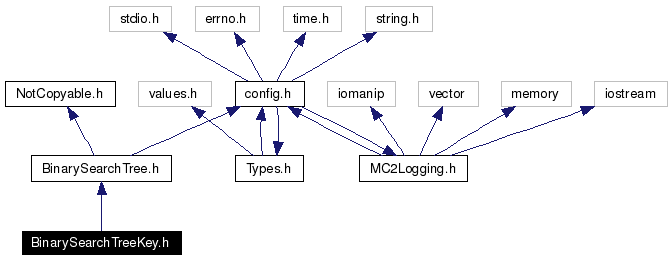 stdio.h errno.h time.h string.h
NotCopyable.h values.h config.h iomanip vector memory iostream
BinarySearchTree.h Types.h MC2Logging.h
BinarySearchTreeKey.h